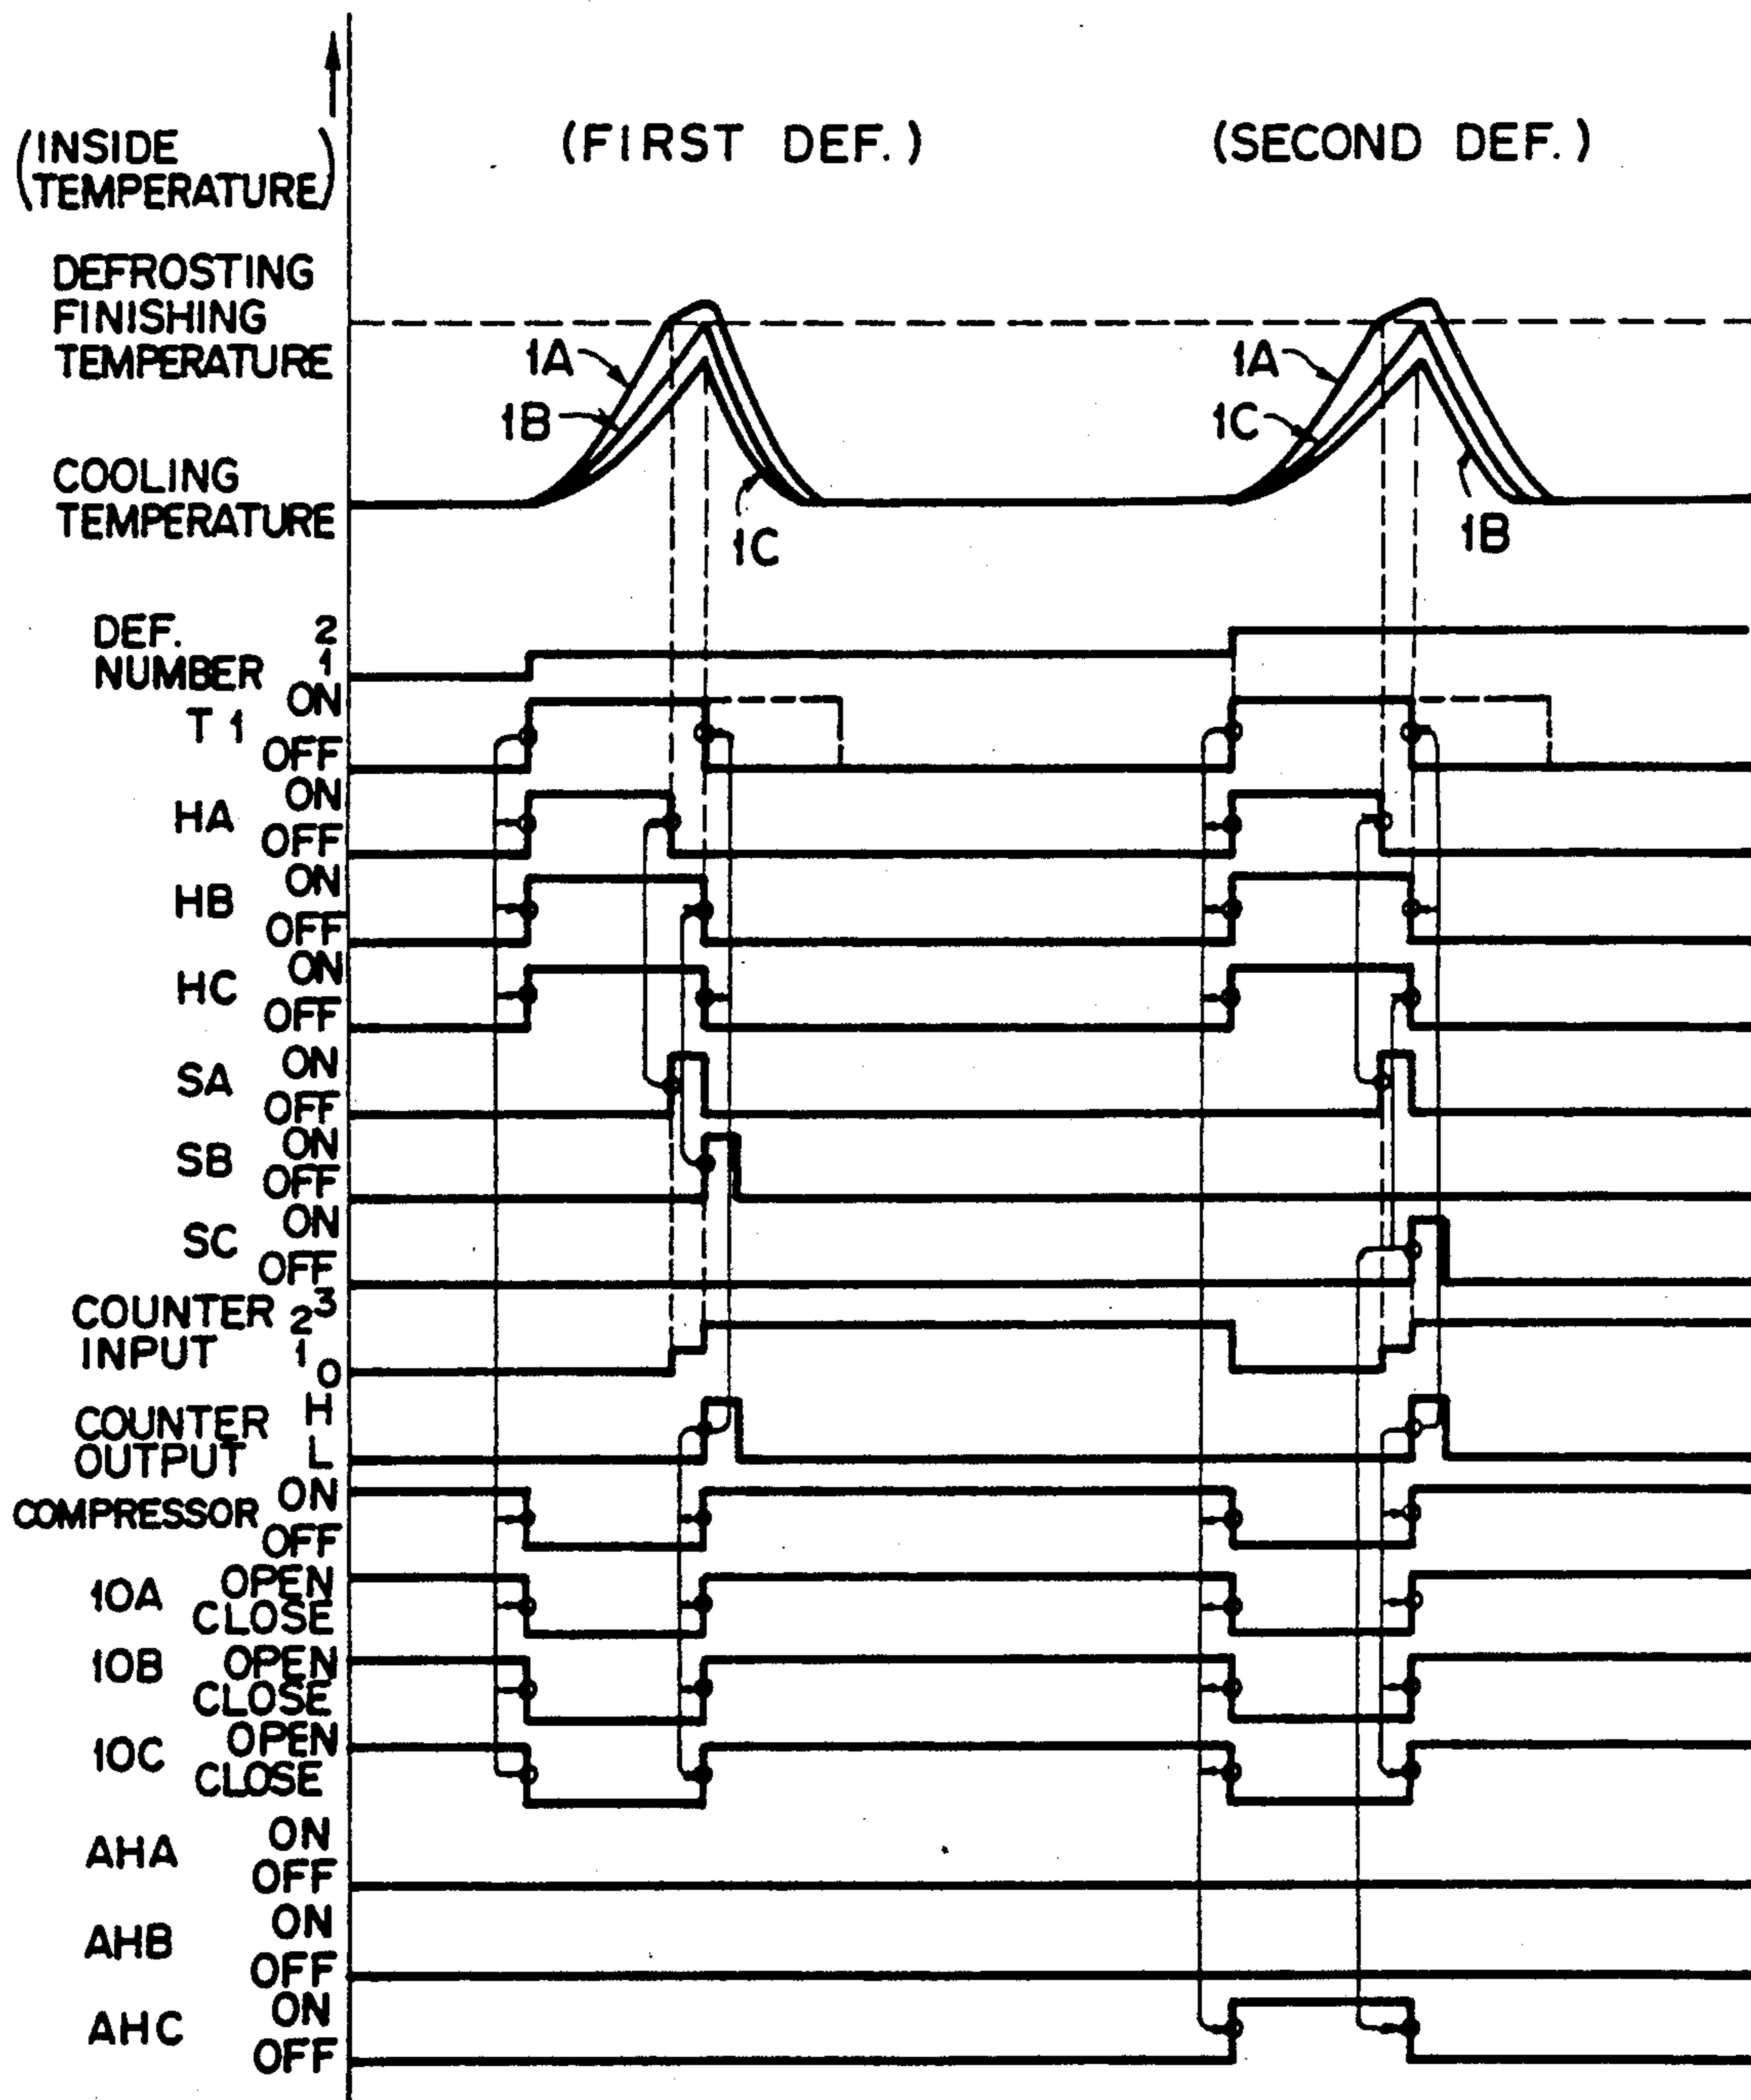 (FIRST DEF.) (SECOND DEF.)
(INSIDE
TEMPERATURE)
DEFROSTING
FINISHING
TEMPERATURE
1A
1B
1C
1A
1C
1B
COOLING
TEMPERATURE
DEF.
NUMBER
2
1
T1 ON
OFF
HA ON
OFF
HB ON
OFF
HC ON
OFF
SA ON
OFF
SB ON
OFF
SC ON
OFF
COUNTER
INPUT
3
2
1
0
COUNTER
OUTPUT
H
L
COMPRESSOR ON
OFF
10A OPEN
CLOSE
10B OPEN
CLOSE
10C OPEN
CLOSE
AHA ON
OFF
AHB ON
OFF
AHC ON
OFF